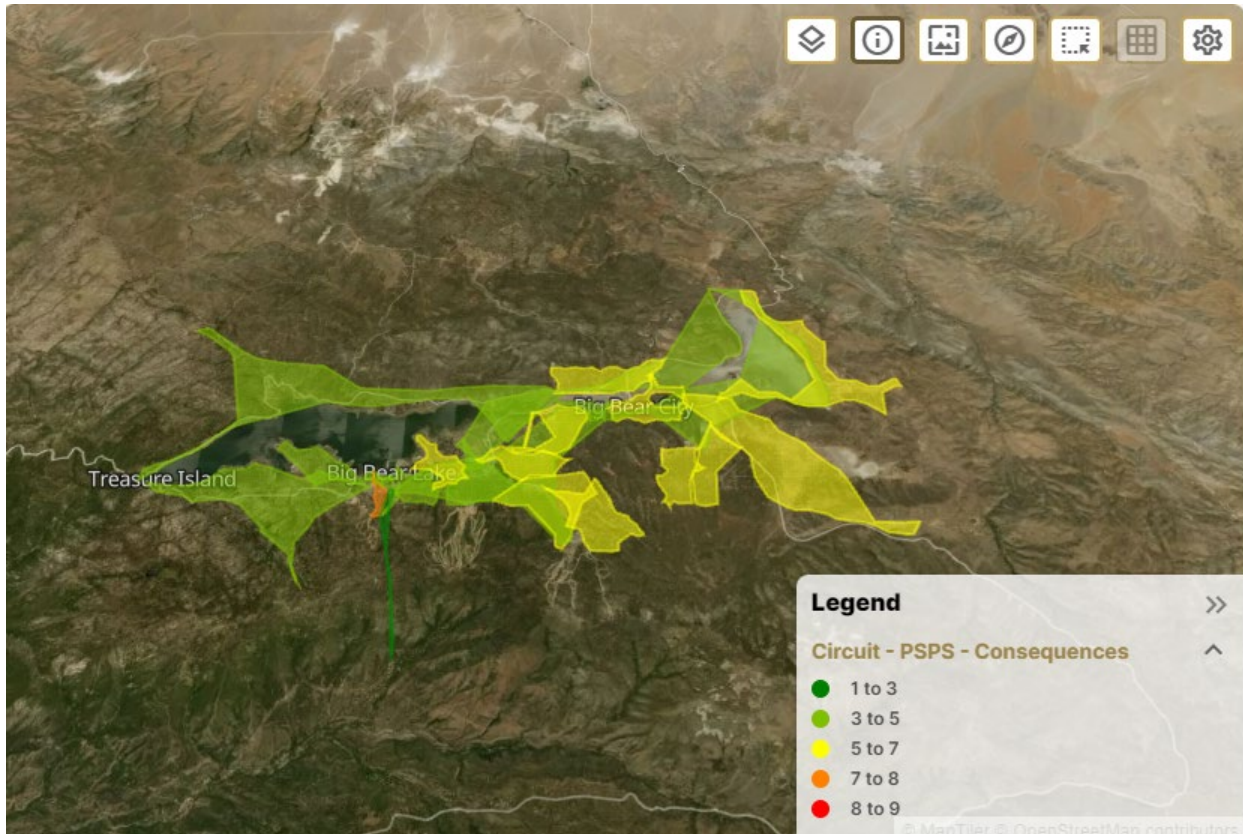 Big Bear City
Big Bear Lake
Treasure Island
Legend
Circuit - PSPS - Consequences
1 to 3
3 to 5
5 to 7
7 to 8
8 to 9
© MapTiler © OpenStreetMap contributors